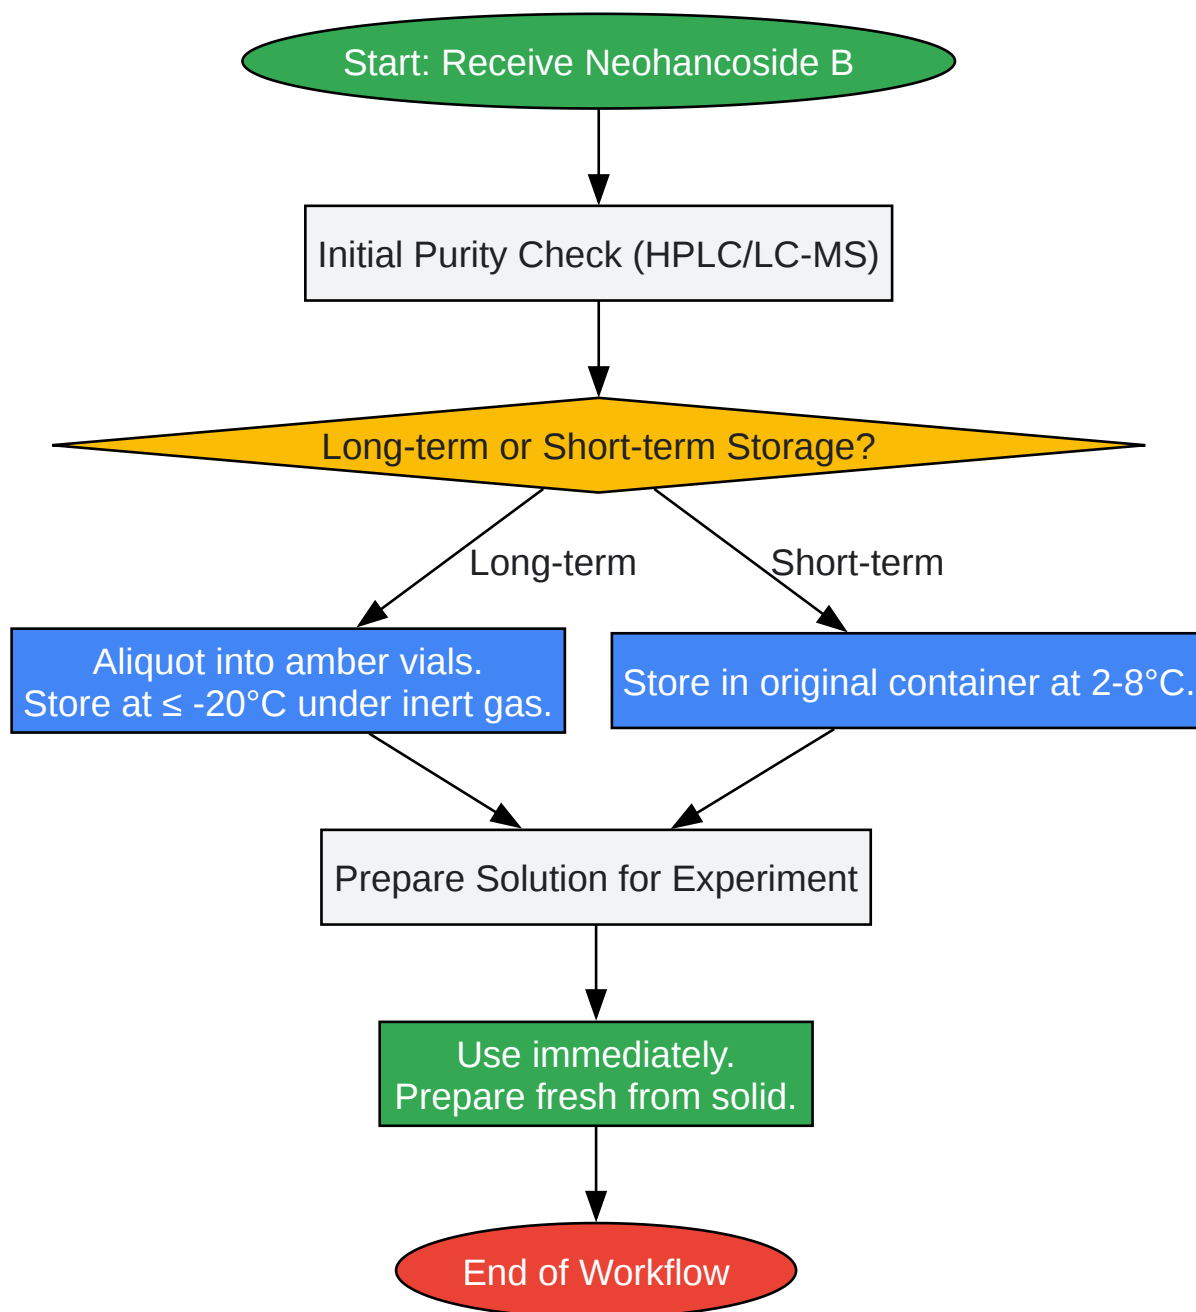 Start: Receive Neohancoside B
Initial Purity Check (HPLC/LC-MS)
Long-term or Short-term Storage?
Long-term
Short-term
Aliquot into amber vials.
Store at ≤ -20°C under inert gas.
Store in original container at 2-8°C.
Prepare Solution for Experiment
Use immediately.
Prepare fresh from solid.
End of Workflow